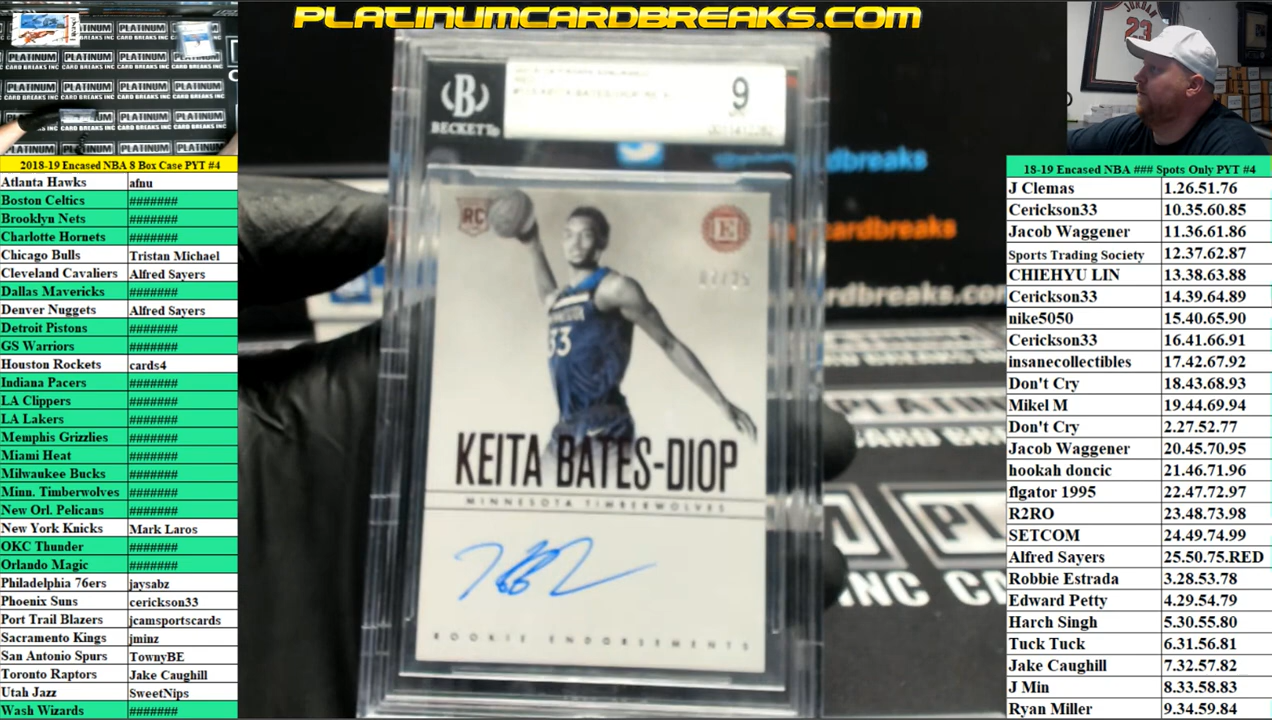 PLATINUMCARDBREAKS.COM
2018-19 Encased NBA 8 Box Case PYT #4
Atlanta Hawks afnu
Boston Celtics #######
Brooklyn Nets #######
Charlotte Hornets #######
Chicago Bulls Tristan Michael
Cleveland Cavaliers Alfred Sayers
Dallas Mavericks #######
Denver Nuggets Alfred Sayers
Detroit Pistons #######
GS Warriors #######
Houston Rockets cards4
Indiana Pacers #######
LA Clippers #######
LA Lakers #######
Memphis Grizzlies #######
Miami Heat #######
Milwaukee Bucks #######
Minn. Timberwolves #######
New Orl. Pelicans #######
New York Knicks Mark Laros
OKC Thunder #######
Orlando Magic #######
Philadelphia 76ers jaysabz
Phoenix Suns cerickson33
Port Trail Blazers jcamsportscards
Sacramento Kings jminz
San Antonio Spurs TownyBE
Toronto Raptors Jake Caughill
Utah Jazz SweetNips
Wash Wizards #######
B
BECKETT
9
RC
E
33
KEITA BATES-DIOP
MINNESOTA TIMBERWOLVES
ROOKIE ENDORSEMENTS
JORDAN
23
18-19 Encased NBA ### Spots Only PYT #4
J Clemas 1.26.51.76
Cerickson33 10.35.60.85
Jacob Waggener 11.36.61.86
Sports Trading Society 12.37.62.87
CHIEHYU LIN 13.38.63.88
Cerickson33 14.39.64.89
nike5050 15.40.65.90
Cerickson33 16.41.66.91
insanecollectibles 17.42.67.92
Don't Cry 18.43.68.93
Mikel M 19.44.69.94
Don't Cry 2.27.52.77
Jacob Waggener 20.45.70.95
hookah doncic 21.46.71.96
flgator 1995 22.47.72.97
R2RO 23.48.73.98
SETCOM 24.49.74.99
Alfred Sayers 25.50.75.RED
Robbie Estrada 3.28.53.78
Edward Petty 4.29.54.79
Harch Singh 5.30.55.80
Tuck Tuck 6.31.56.81
Jake Caughill 7.32.57.82
J Min 8.33.58.83
Ryan Miller 9.34.59.84